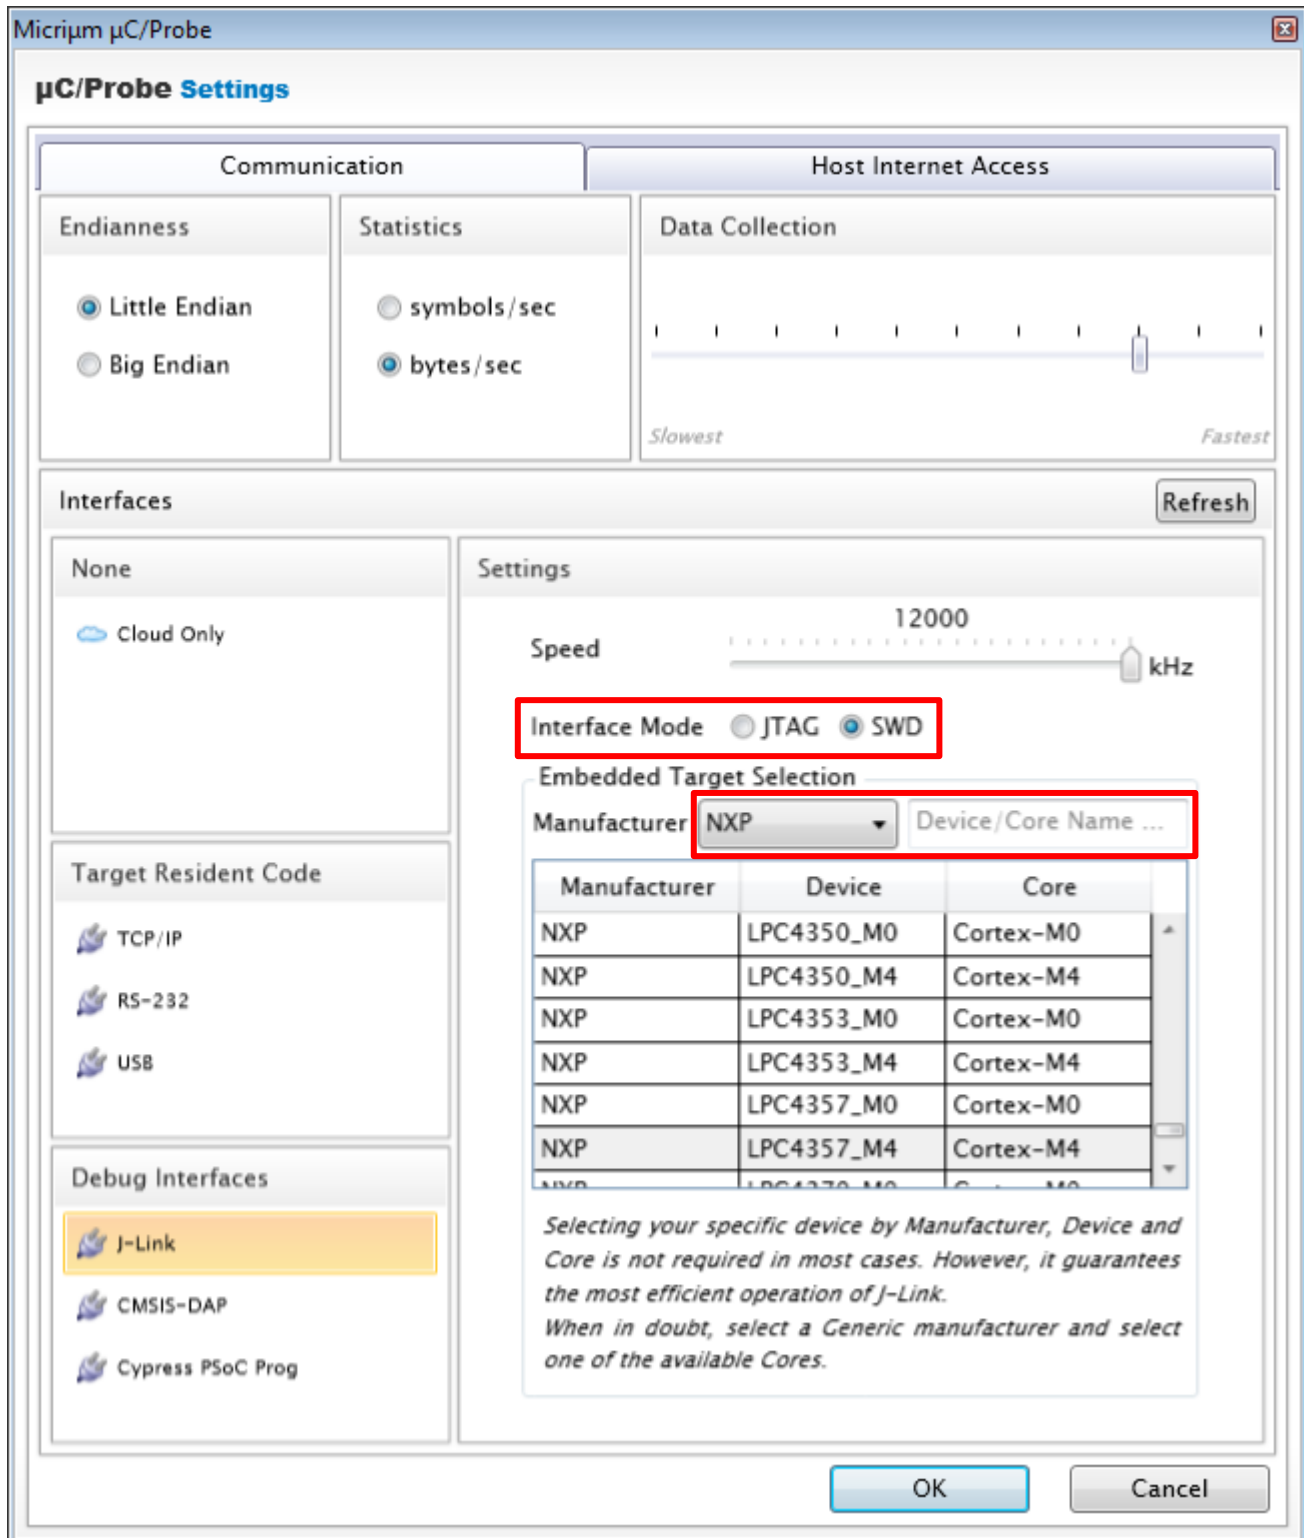 Micriµm µC/Probe
µC/Probe Settings
Communication
Host Internet Access
Endianness
Statistics
Data Collection
Little Endian
symbols/sec
Big Endian
bytes/sec
Slowest
Fastest
Interfaces
Refresh
None
Cloud Only
Settings
12000
Speed
kHz
Interface Mode JTAG SWD
Embedded Target Selection
Manufacturer NXP Device/Core Name ...
Manufacturer Device Core
NXP LPC4350_M0 Cortex-M0
NXP LPC4350_M4 Cortex-M4
NXP LPC4353_M0 Cortex-M0
NXP LPC4353_M4 Cortex-M4
NXP LPC4357_M0 Cortex-M0
NXP LPC4357_M4 Cortex-M4
Selecting your specific device by Manufacturer, Device and
Core is not required in most cases. However, it guarantees
the most efficient operation of J-Link.
When in doubt, select a Generic manufacturer and select
one of the available Cores.
Target Resident Code
TCP/IP
RS-232
USB
Debug Interfaces
J-Link
CMSIS-DAP
Cypress PSoC Prog
OK
Cancel